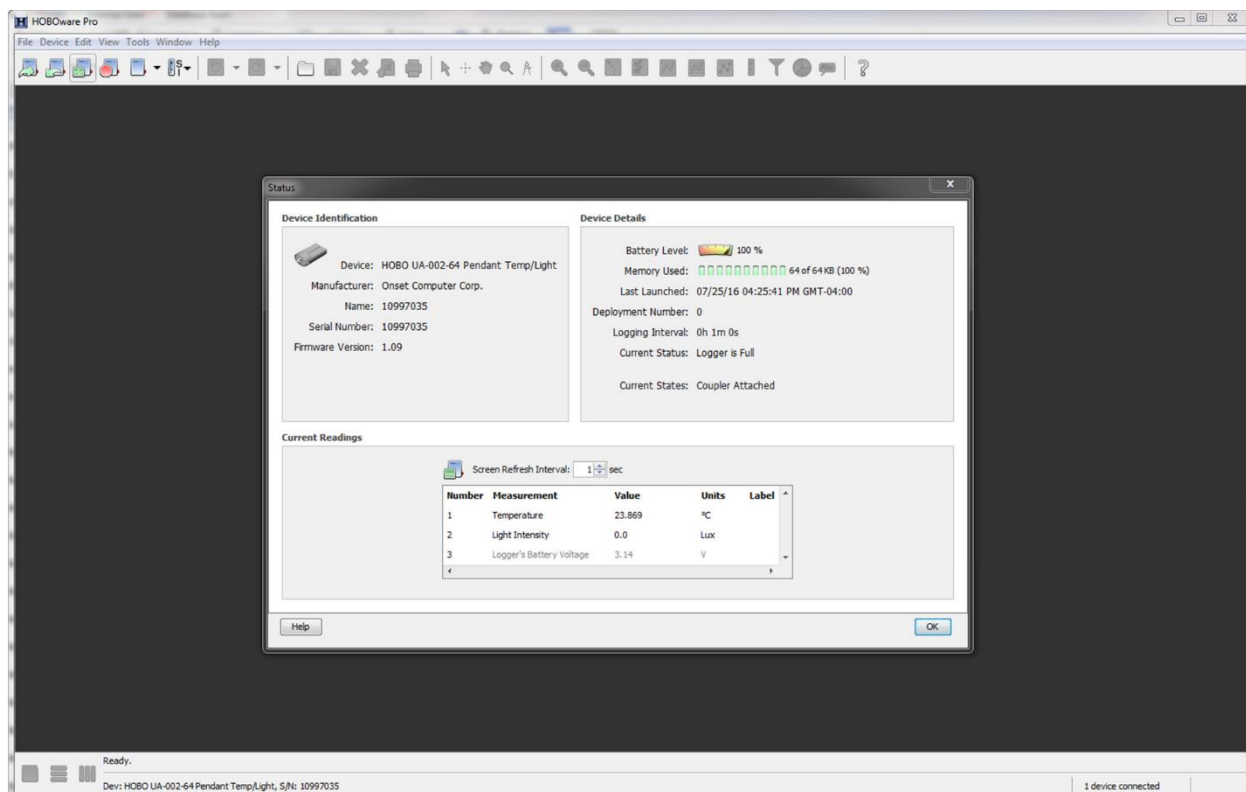 HOBOware Pro
File Device Edit View Tools Window Help
Status
Device Identification
Device: HOBO UA-002-64 Pendant Temp/Light
Manufacturer: Onset Computer Corp.
Name: 10997035
Serial Number: 10997035
Firmware Version: 1.09
Device Details
Battery Level: 100 %
Memory Used: 64 of 64 KB (100 %)
Last Launched: 07/25/16 04:25:41 PM GMT-04:00
Deployment Number: 0
Logging Interval: 0h 1m 0s
Current Status: Logger is Full
Current States: Coupler Attached
Current Readings
Screen Refresh Interval: 1 sec
Number Measurement Value Units Label
1 Temperature 23.869 °C
2 Light Intensity 0.0 Lux
3 Logger's Battery Voltage 3.14 V
Help OK
Ready.
Dev: HOBO UA-002-64 Pendant Temp/Light, S/N: 10997035 1 device connected